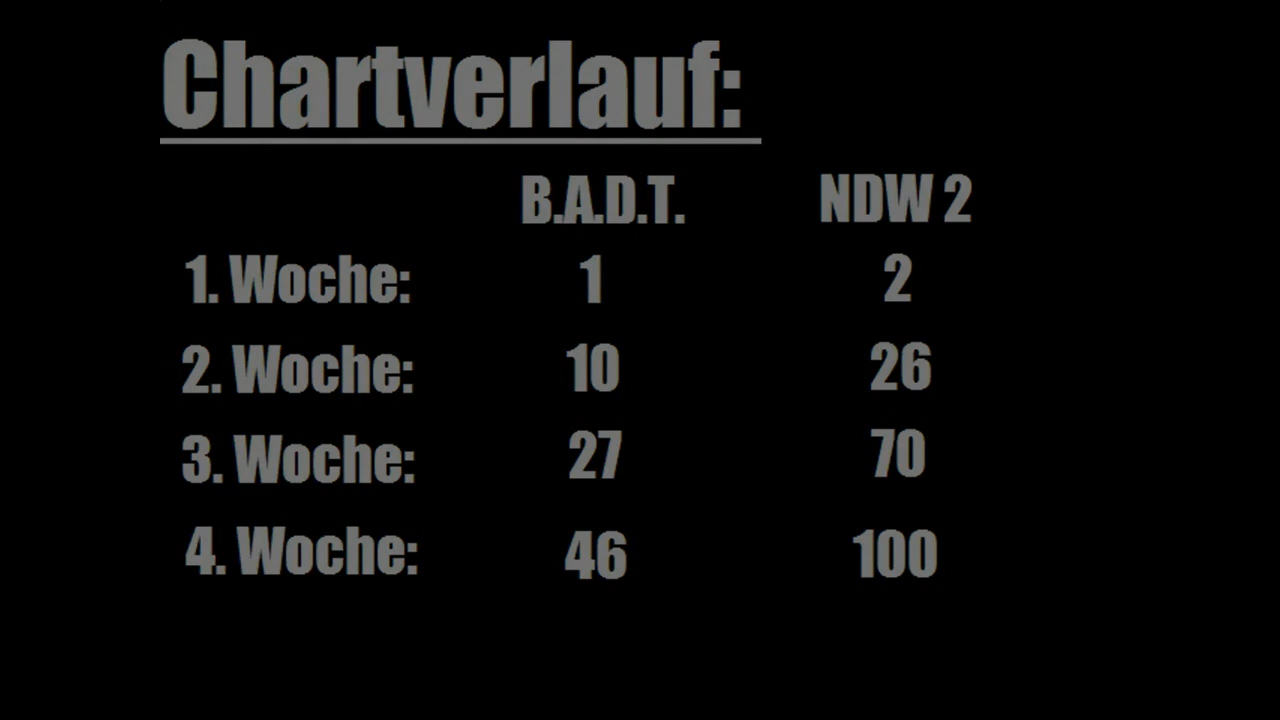 Chartverlauf:
B.A.D.T. NDW 2
1. Woche: 1 2
2. Woche: 10 26
3. Woche: 27 70
4. Woche: 46 100